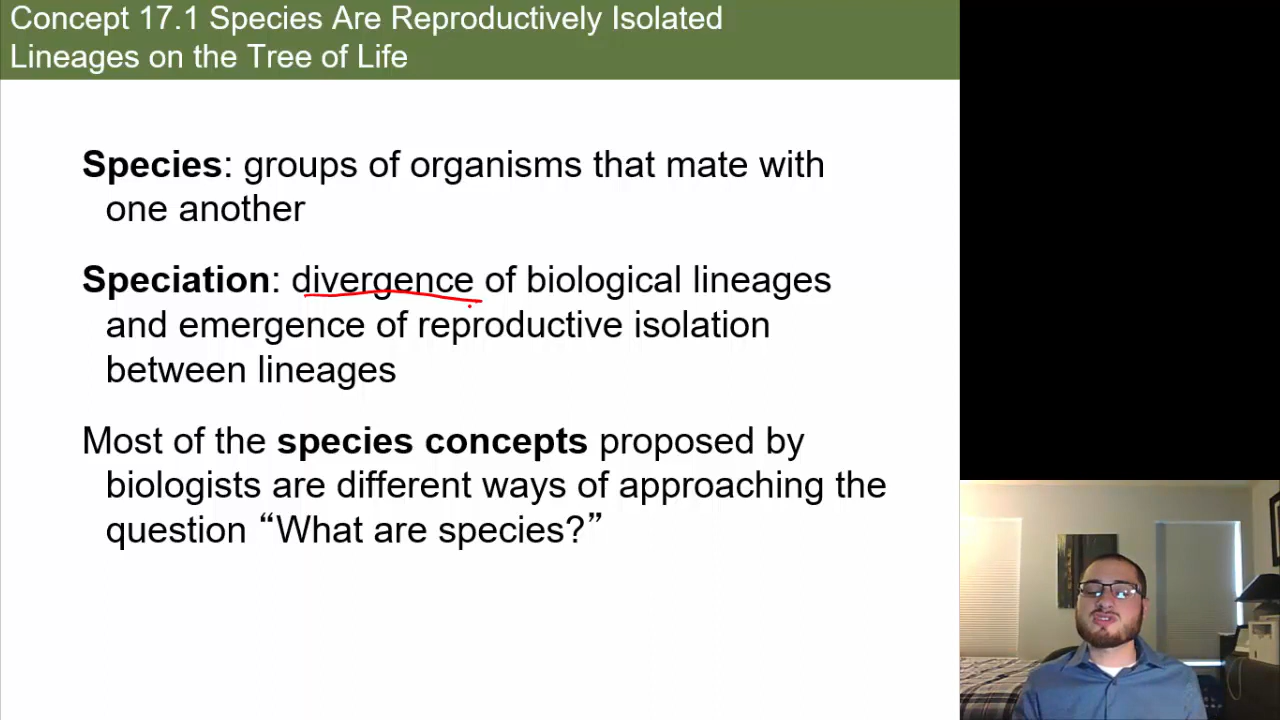 Concept 17.1 Species Are Reproductively Isolated
Lineages on the Tree of Life
Species: groups of organisms that mate with
one another
Speciation: divergence of biological lineages
and emergence of reproductive isolation
between lineages
Most of the species concepts proposed by
biologists are different ways of approaching the
question “What are species?”